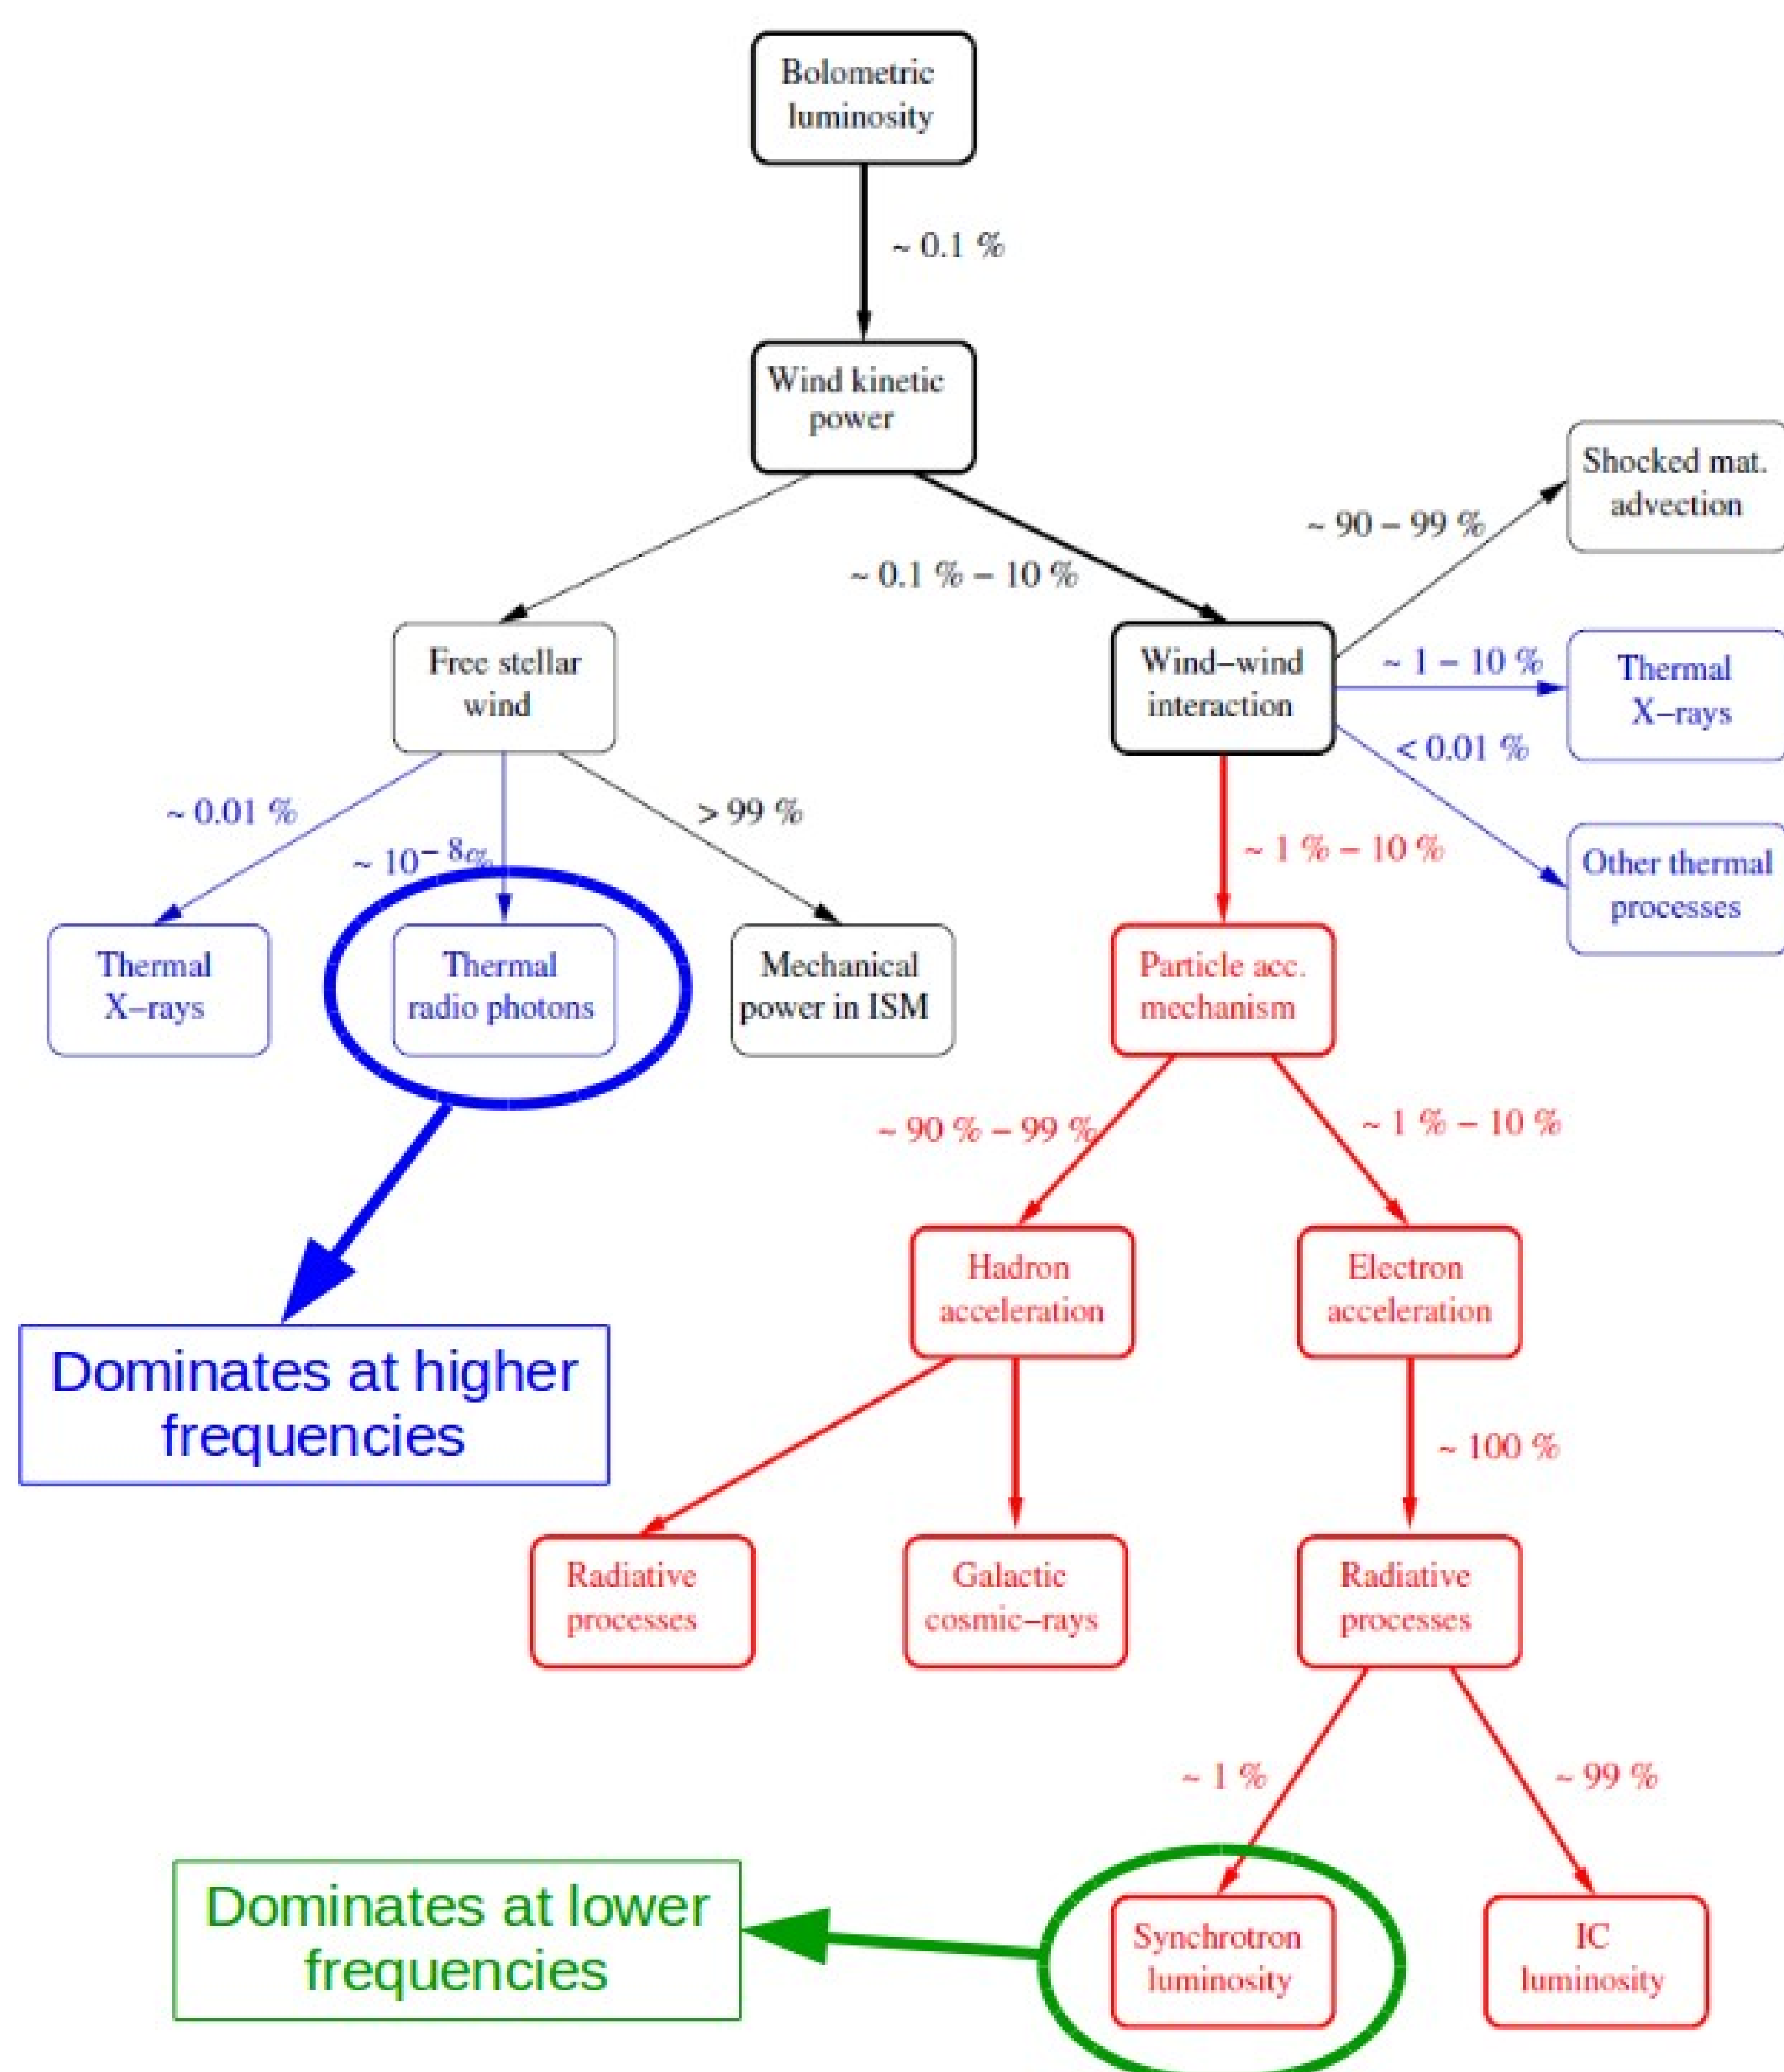 Bolometric
luminosity
~ 0.1 %
Wind kinetic
power
~ 0.1 % – 10 %
~ 90 – 99 %
Shocked mat.
advection
Free stellar
wind
Wind–wind
interaction
~ 1 – 10 %
Thermal
X–rays
< 0.01 %
Other thermal
processes
~ 0.01 %
~ 10– 8%
> 99 %
~ 1 % – 10 %
Thermal
X–rays
Thermal
radio photons
Mechanical
power in ISM
Particle acc.
mechanism
~ 90 % – 99 %
~ 1 % – 10 %
Hadron
acceleration
Electron
acceleration
Dominates at higher
frequencies
~ 100 %
Radiative
processes
Galactic
cosmic–rays
Radiative
processes
~ 1 %
~ 99 %
Dominates at lower
frequencies
Synchrotron
luminosity
IC
luminosity